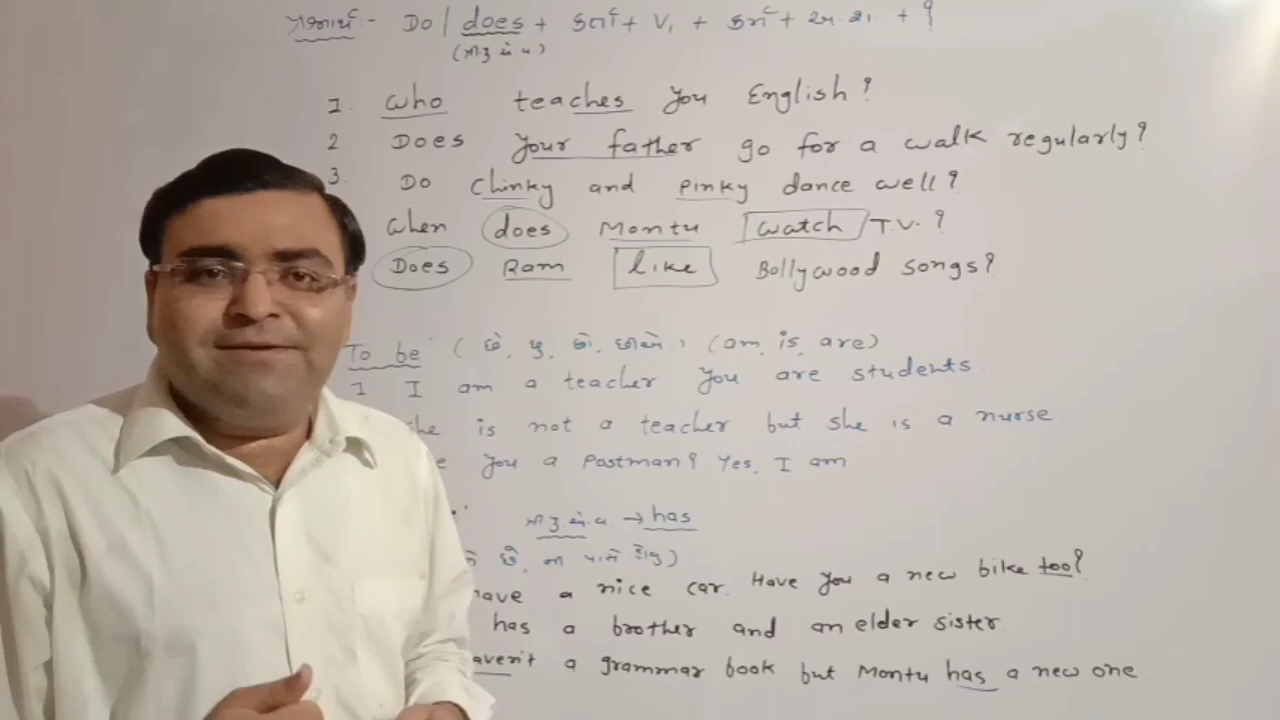 પ્રશ્નાર્થ - Do | does + કર્તા + V1 + કર્મ + અ.શ. + ?
(ત્રી.પુ.એ.વ)
1. who teaches you English?
2 Does your father go for a walk regularly?
3. Do Chinky and Pinky dance well?
when does Montu watch T.V.?
Does Ram like Bollywood songs?
To be (છે, છુ, છો, છીએ) (am, is, are)
1 I am a teacher. You are students.
he is not a teacher but she is a nurse.
e you a Postman? Yes, I am
ત્રી.પુ.એ.વ. → has
છે, ના પાસે હોવું)
have a nice car. Have you a new bike too?
has a brother and an elder sister.
aven't a grammar book but Montu has a new one.